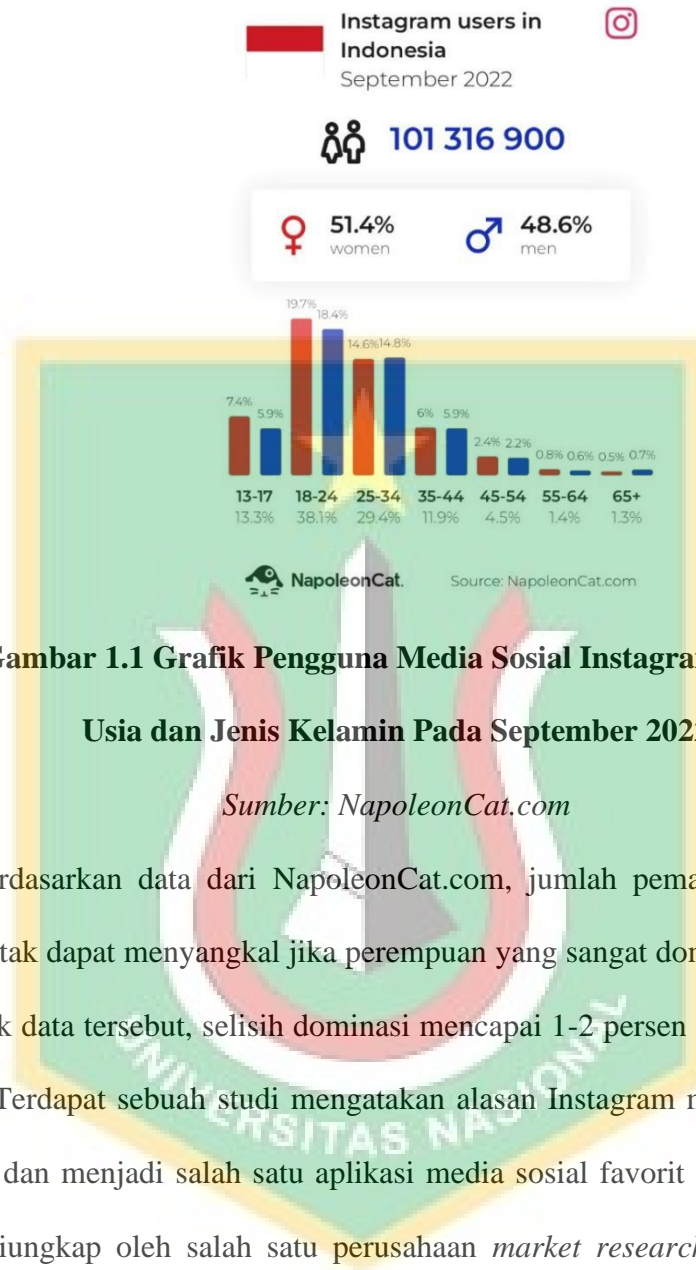 Instagram users in
Indonesia
September 2022
101 316 900
51.4% 48.6%
women men
19.7% 18.4%
14.6% 14.8%
7.4% 5.9% 6% 5.9%
2.4% 2.2% 0.8% 0.6% 0.5% 0.7%
13-17 18-24 25-34 35-44 45-54 55-64 65+
13.3% 38.1% 29.4% 11.9% 4.5% 1.4% 1.3%
NapoleonCat. Source: NapoleonCat.com
Gambar 1.1 Grafik Pengguna Media Sosial Instagra
Usia dan Jenis Kelamin Pada September 202
Sumber: NapoleonCat.com
rdasarkan data dari NapoleonCat.com, jumlah pema
tak dapat menyangkal jika perempuan yang sangat dor
k data tersebut, selisih dominasi mencapai 1-2 persen
Terdapat sebuah studi mengatakan alasan Instagram
dan menjadi salah satu aplikasi media sosial favorit
iungkap oleh salah satu perusahaan market research
UNIVERSITAS NASIONAL